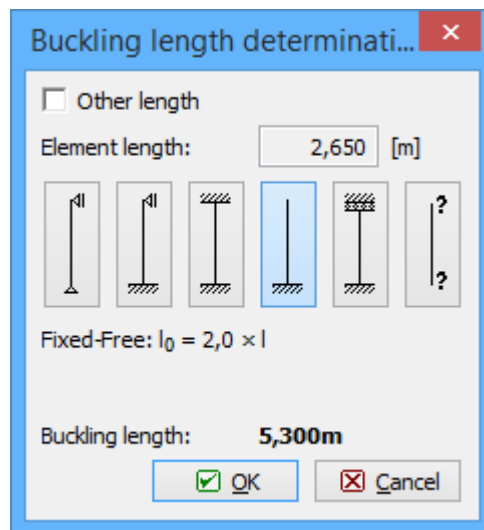 Buckling length determinati...
Other length
Element length: 2,650 [m]
?
?
Fixed-Free: l₀ = 2,0 × l
Buckling length: 5,300m
OK Cancel